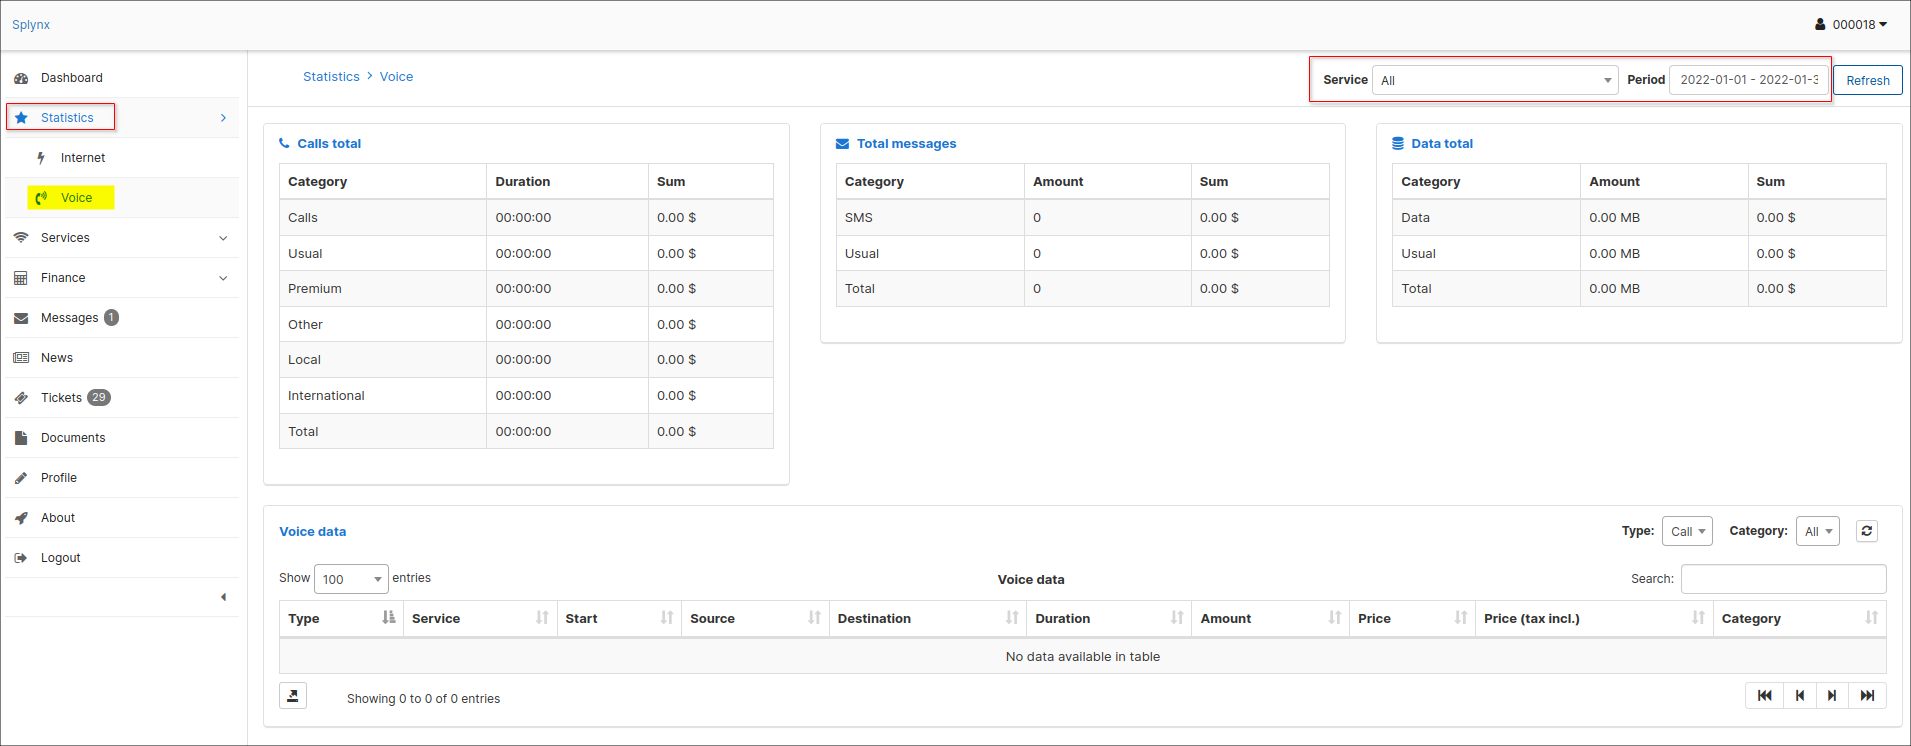 Splynx
000018
Dashboard
Statistics
Internet
Voice
Services
Finance
Messages 1
News
Tickets 29
Documents
Profile
About
Logout
Statistics > Voice
Service All Period 2022-01-01 - 2022-01-3 Refresh
Calls total
Category Duration Sum
Calls 00:00:00 0.00 $
Usual 00:00:00 0.00 $
Premium 00:00:00 0.00 $
Other 00:00:00 0.00 $
Local 00:00:00 0.00 $
International 00:00:00 0.00 $
Total 00:00:00 0.00 $
Total messages
Category Amount Sum
SMS 0 0.00 $
Usual 0 0.00 $
Total 0 0.00 $
Data total
Category Amount Sum
Data 0.00 MB 0.00 $
Usual 0.00 MB 0.00 $
Total 0.00 MB 0.00 $
Voice data
Type: Call Category: All
Show 100 entries
Voice data
Search:
Type Service Start Source Destination Duration Amount Price Price (tax incl.) Category
No data available in table
Showing 0 to 0 of 0 entries